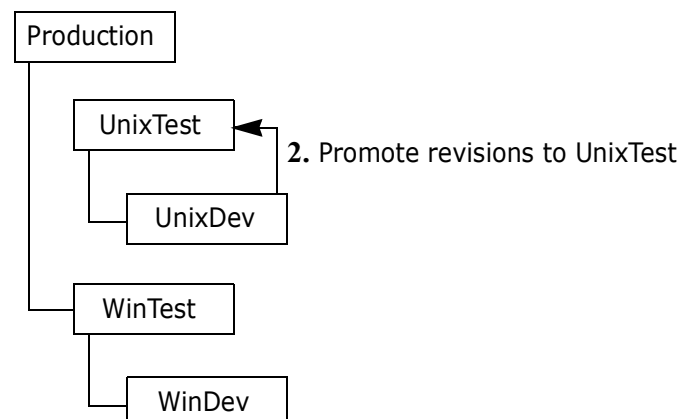 Production
UnixTest
2. Promote revisions to UnixTest
UnixDev
WinTest
WinDev